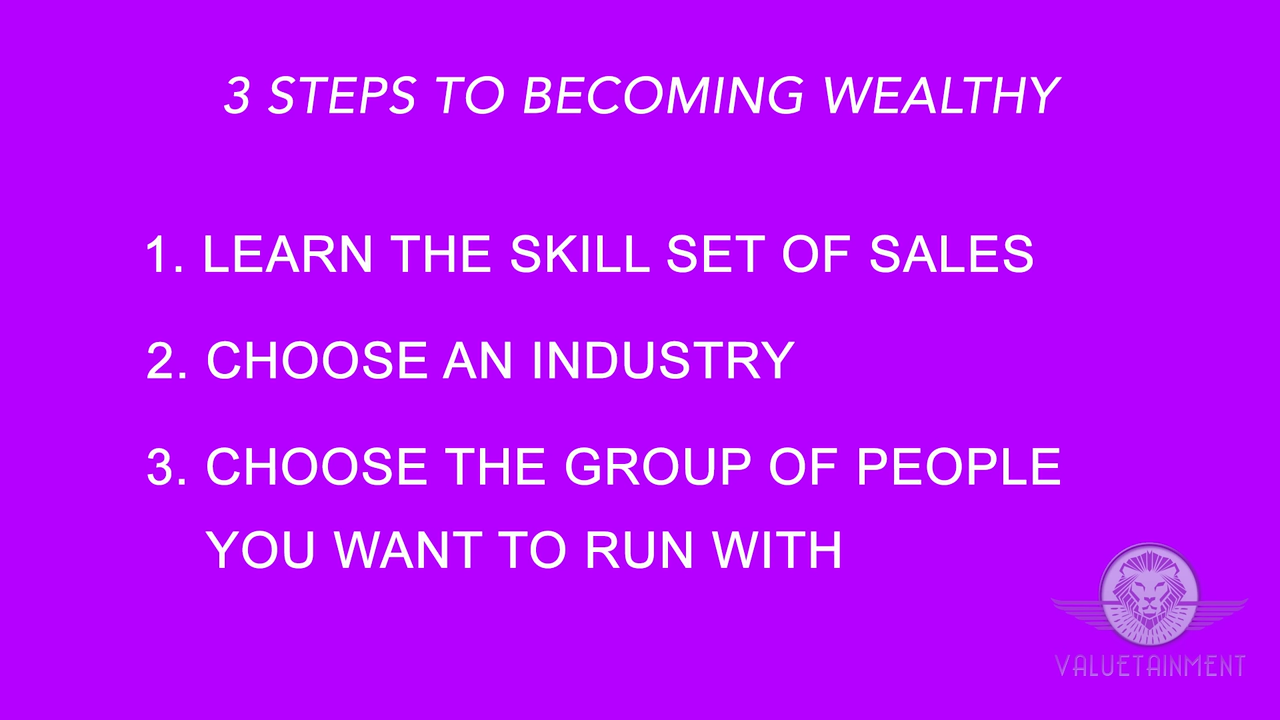 3 STEPS TO BECOMING WEALTHY
1. LEARN THE SKILL SET OF SALES
2. CHOOSE AN INDUSTRY
3. CHOOSE THE GROUP OF PEOPLE
YOU WANT TO RUN WITH
VALUETAINMENT